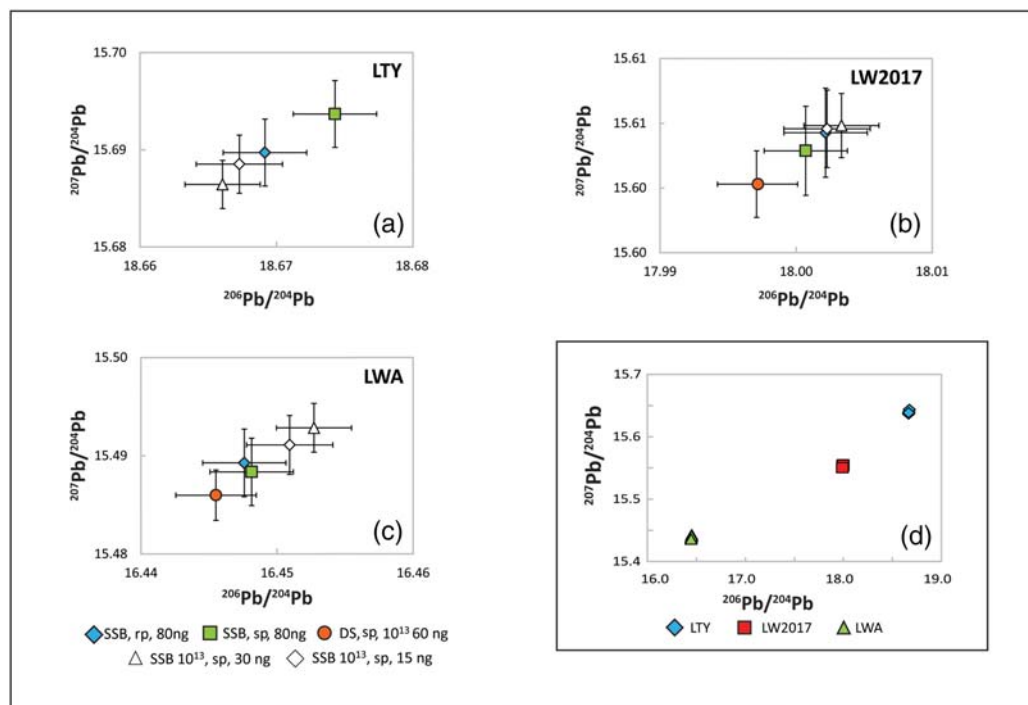 15.70
LTY
15.69
15.68
(a)
18.66
18.67
18.68
²⁰⁷Pb/²⁰⁴Pb
²⁰⁶Pb/²⁰⁴Pb
15.61
LW2017
15.61
15.60
15.60
(b)
17.99
18.00
18.01
²⁰⁷Pb/²⁰⁴Pb
²⁰⁶Pb/²⁰⁴Pb
15.50
LWA
15.49
15.48
(c)
16.44
16.45
16.46
²⁰⁷Pb/²⁰⁴Pb
²⁰⁶Pb/²⁰⁴Pb
SSB, rp, 80ng SSB, sp, 80ng DS, sp, 10¹³ 60 ng
SSB 10¹³, sp, 30 ng SSB 10¹³, sp, 15 ng
15.7
15.6
15.5
15.4
(d)
16.0
17.0
18.0
19.0
²⁰⁷Pb/²⁰⁴Pb
²⁰⁶Pb/²⁰⁴Pb
LTY LW2017 LWA